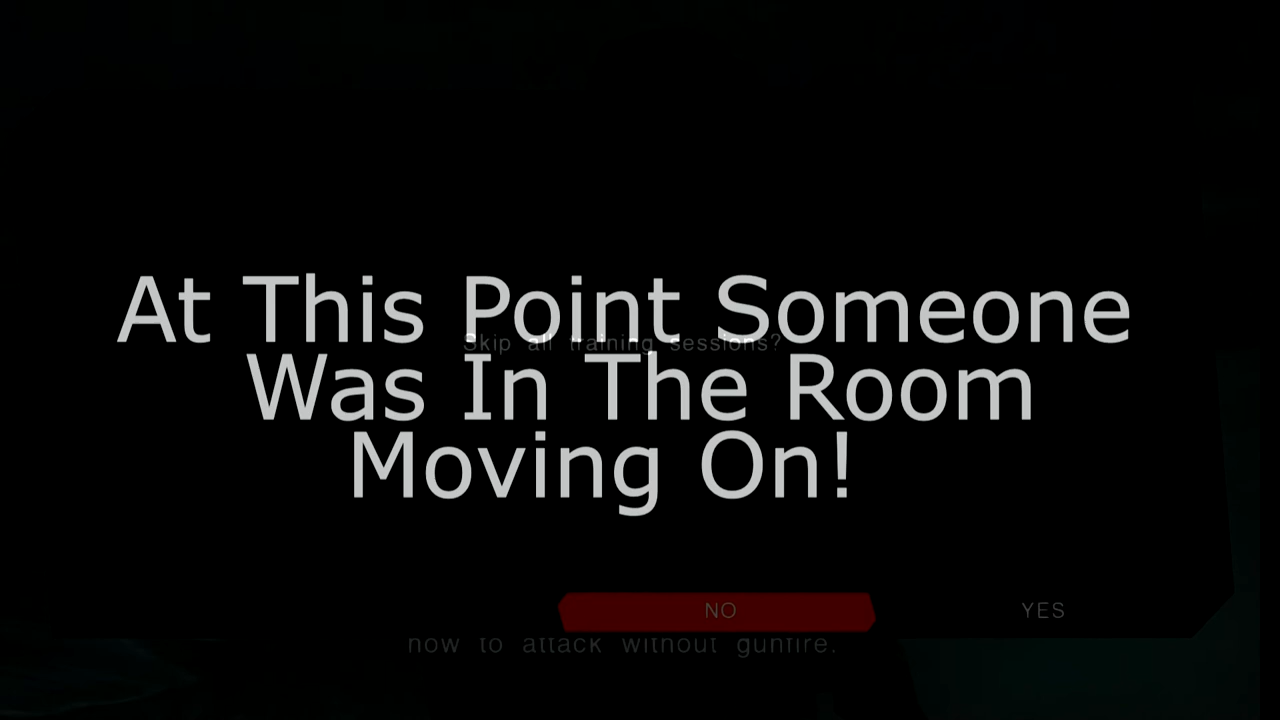 At This Point Someone
Skip all training sessions?
Was In The Room
Moving On!
NO YES
how to attack without gunfire.